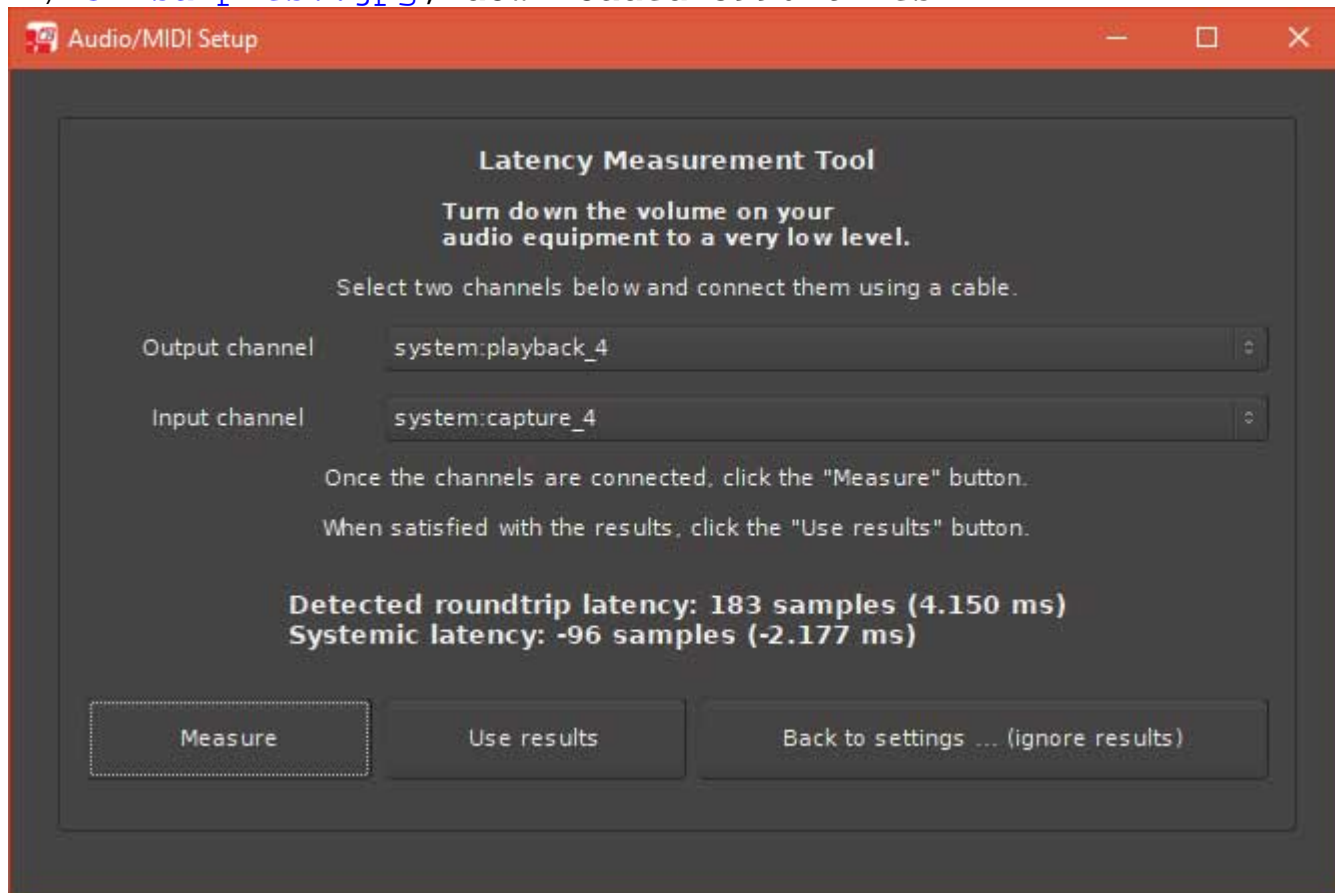 Audio/MIDI Setup
Latency Measurement Tool
Turn down the volume on your
audio equipment to a very low level.
Select two channels below and connect them using a cable.
Output channel system:playback_4
Input channel system:capture_4
Once the channels are connected, click the "Measure" button.
When satisfied with the results, click the "Use results" button.
Detected roundtrip latency: 183 samples (4.150 ms)
Systemic latency: -96 samples (-2.177 ms)
Measure Use results Back to settings ... (ignore results)